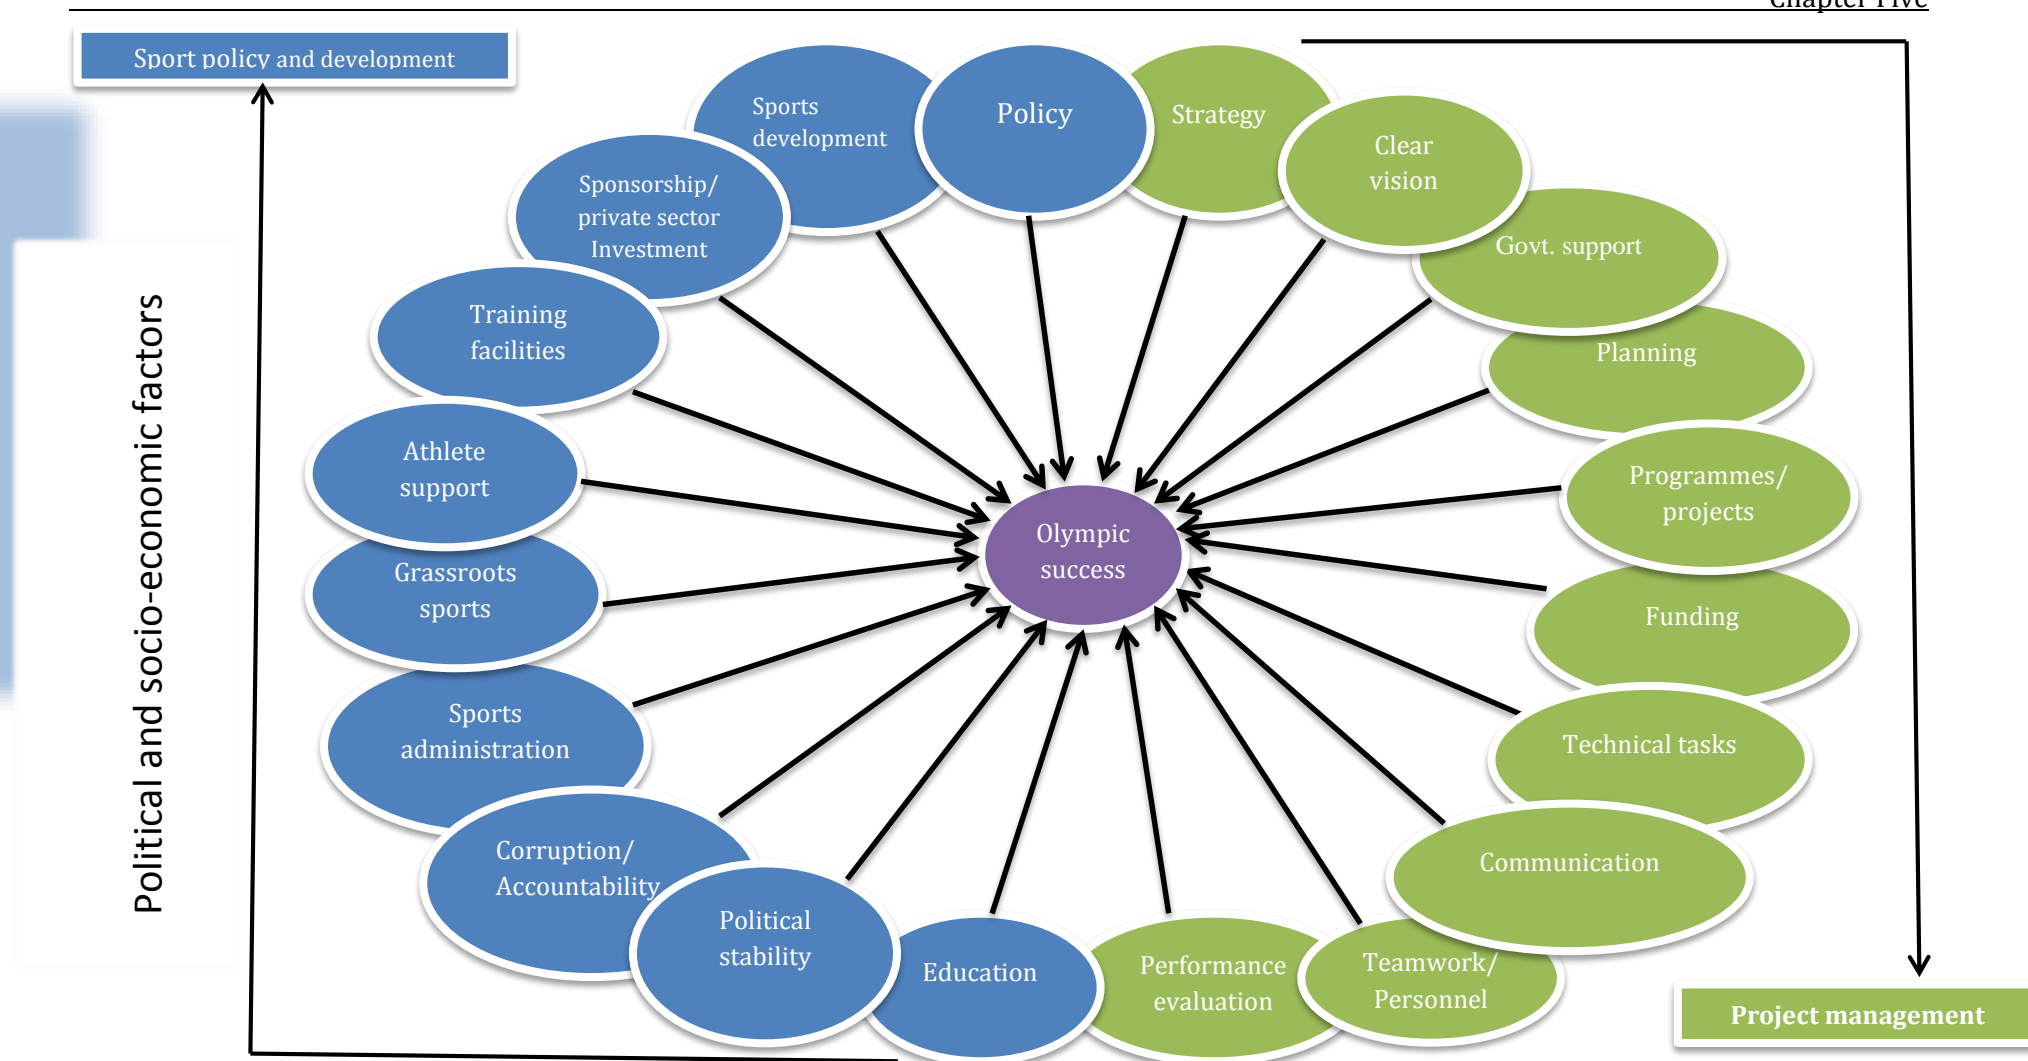 Chapter Five
Sport policy and development
Sports
development
Policy
Strategy
Clear
vision
Sponsorship/
private sector
Investment
Govt. support
Training
facilities
Planning
Athlete
support
Programmes/
projects
Olympic
success
Grassroots
sports
Funding
Sports
administration
Technical tasks
Corruption/
Accountability
Communication
Political
stability
Education
Performance
evaluation
Teamwork/
Personnel
Project management
Political and socio-economic factors